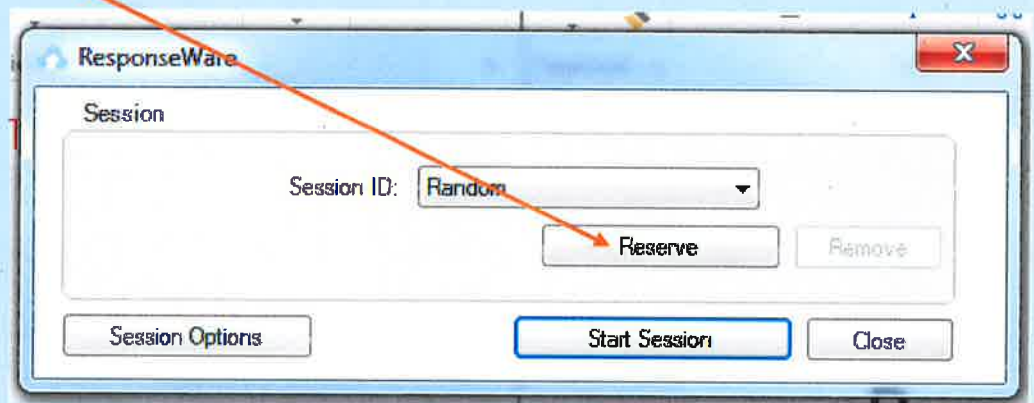 ResponseWare
Session
Session ID: Random
Reserve Remove
Session Options Start Session Close